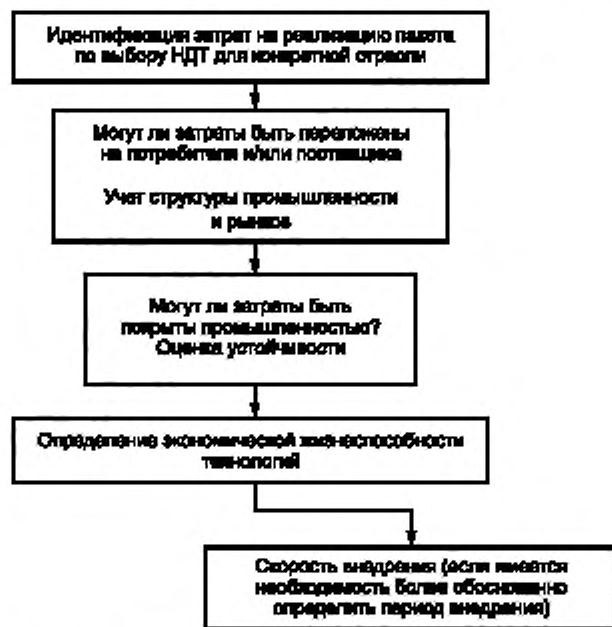 Идентификация затрат на реализацию пакета
по выбору НДТ для конкретной отрасли
Могут ли затраты быть переложены
на потребителя и/или поставщика
Учет структуры промышленности
и рынков
Могут ли затраты быть
покрыты промышленностью?
Оценка устойчивости
Определение экономической жизнеспособности
технологий
Скорость внедрения (если имеется
необходимость более обоснованно
определить период внедрения)